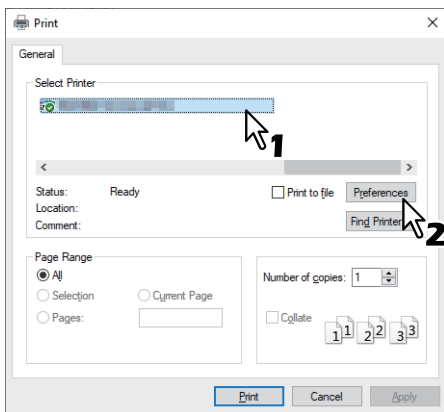 Print
General
Select Printer
1
Status: Ready
Print to file
Preferences
Location:
Comment:
Find Printer
2
Page Range
All
Selection
Current Page
Pages:
Number of copies: 1
Collate
1 1 2 2 3 3
Print
Cancel
Apply